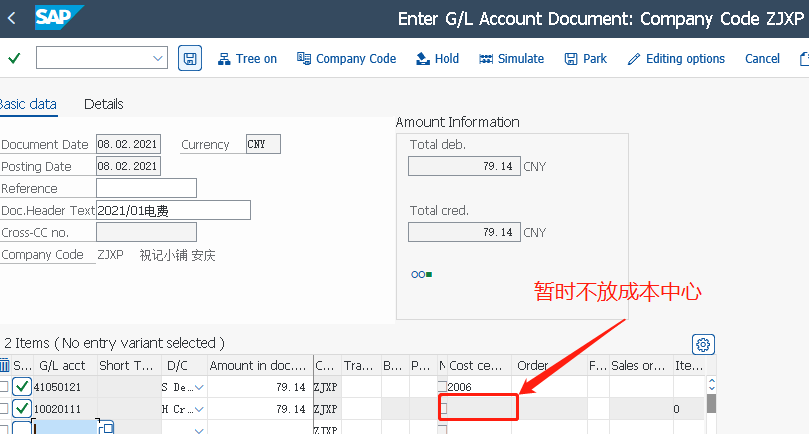 SAP Enter G/L Account Document: Company Code ZJXP
Tree on Company Code Hold Simulate Park Editing options Cancel
Basic data Details
Amount Information
Document Date 08.02.2021 Currency CNY
Total deb.
Posting Date 08.02.2021
79.14 CNY
Reference
Doc.Header Text 2021/01电费
Total cred.
Cross-CC no.
79.14 CNY
Company Code ZJXP 祝记小铺 安庆
暂时不放成本中心
2 Items ( No entry variant selected )
S... G/L acct Short T... D/C Amount in doc.... C... Tra... B... P... N Cost ce... Order F... Sales or... Ite...
41050121 S De... 79.14 ZJXP 2006
10020111 H Cr... 79.14 ZJXP 0
ZJXP